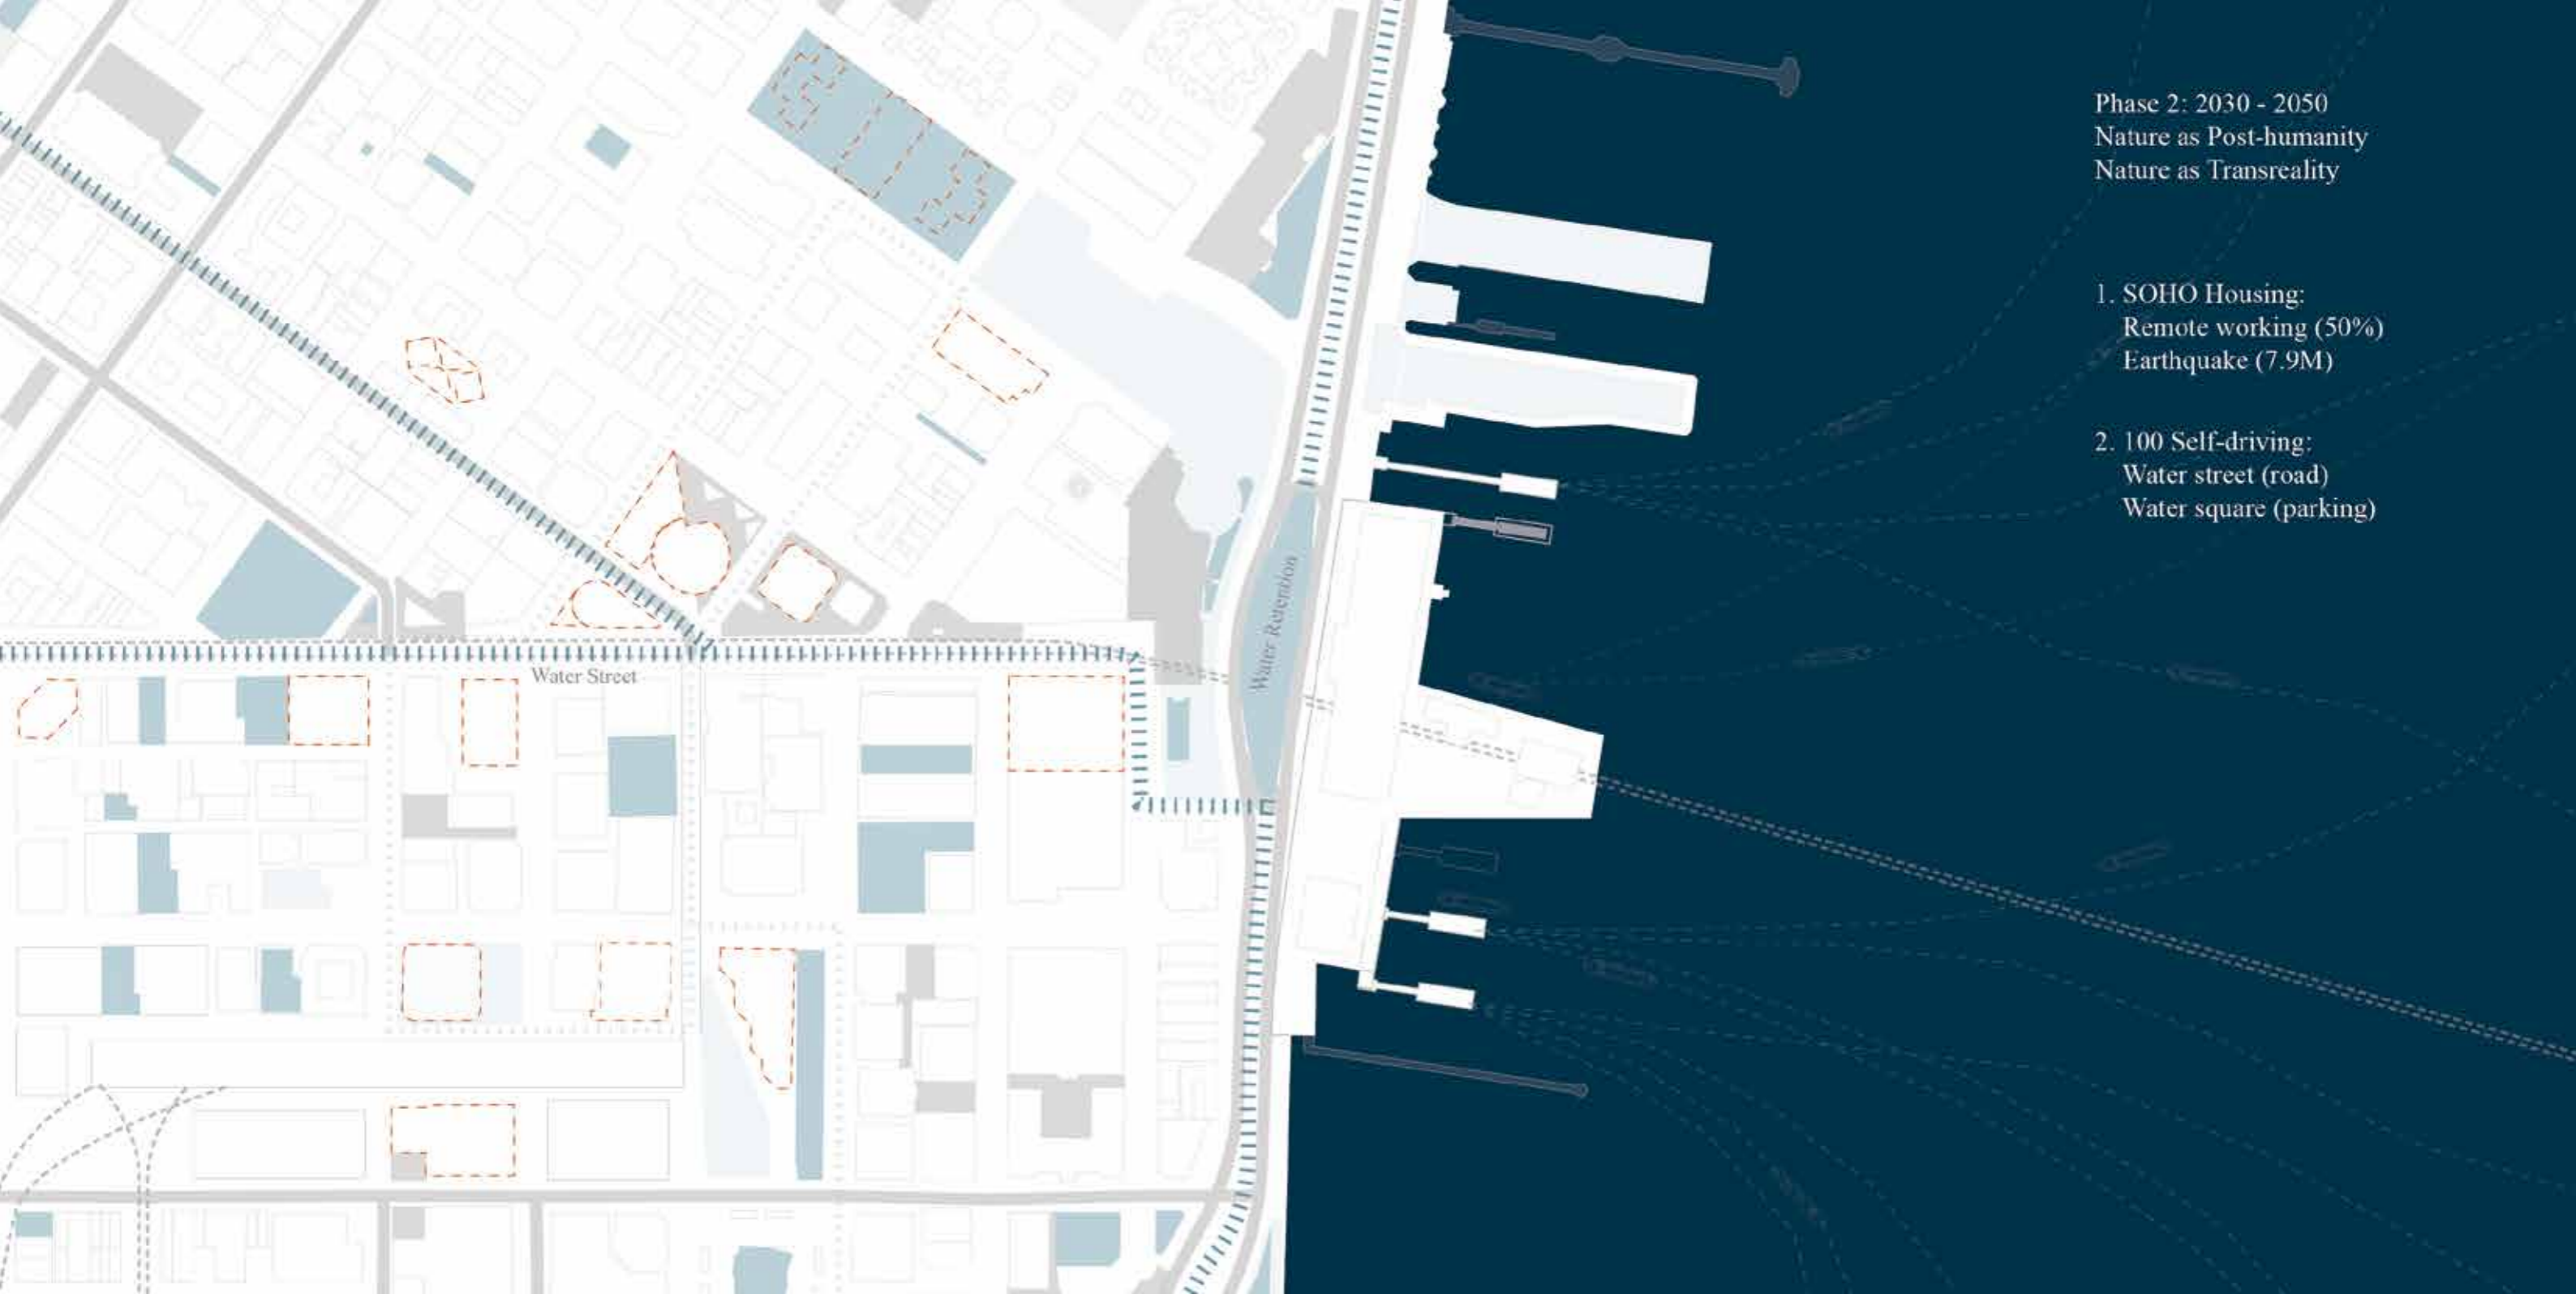 Phase 2: 2030 - 2050
Nature as Post-humanity
Nature as Transreality
1. SOHO Housing:
Remote working (50%)
Earthquake (7.9M)
2. 100 Self-driving:
Water street (road)
Water square (parking)
Water Street
Water Retention